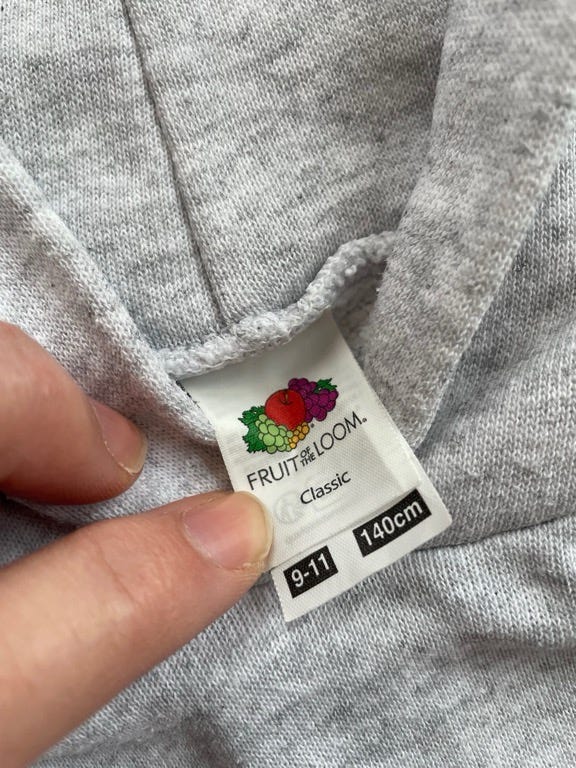 FRUIT OF THE LOOM®
Classic
9-11 140cm